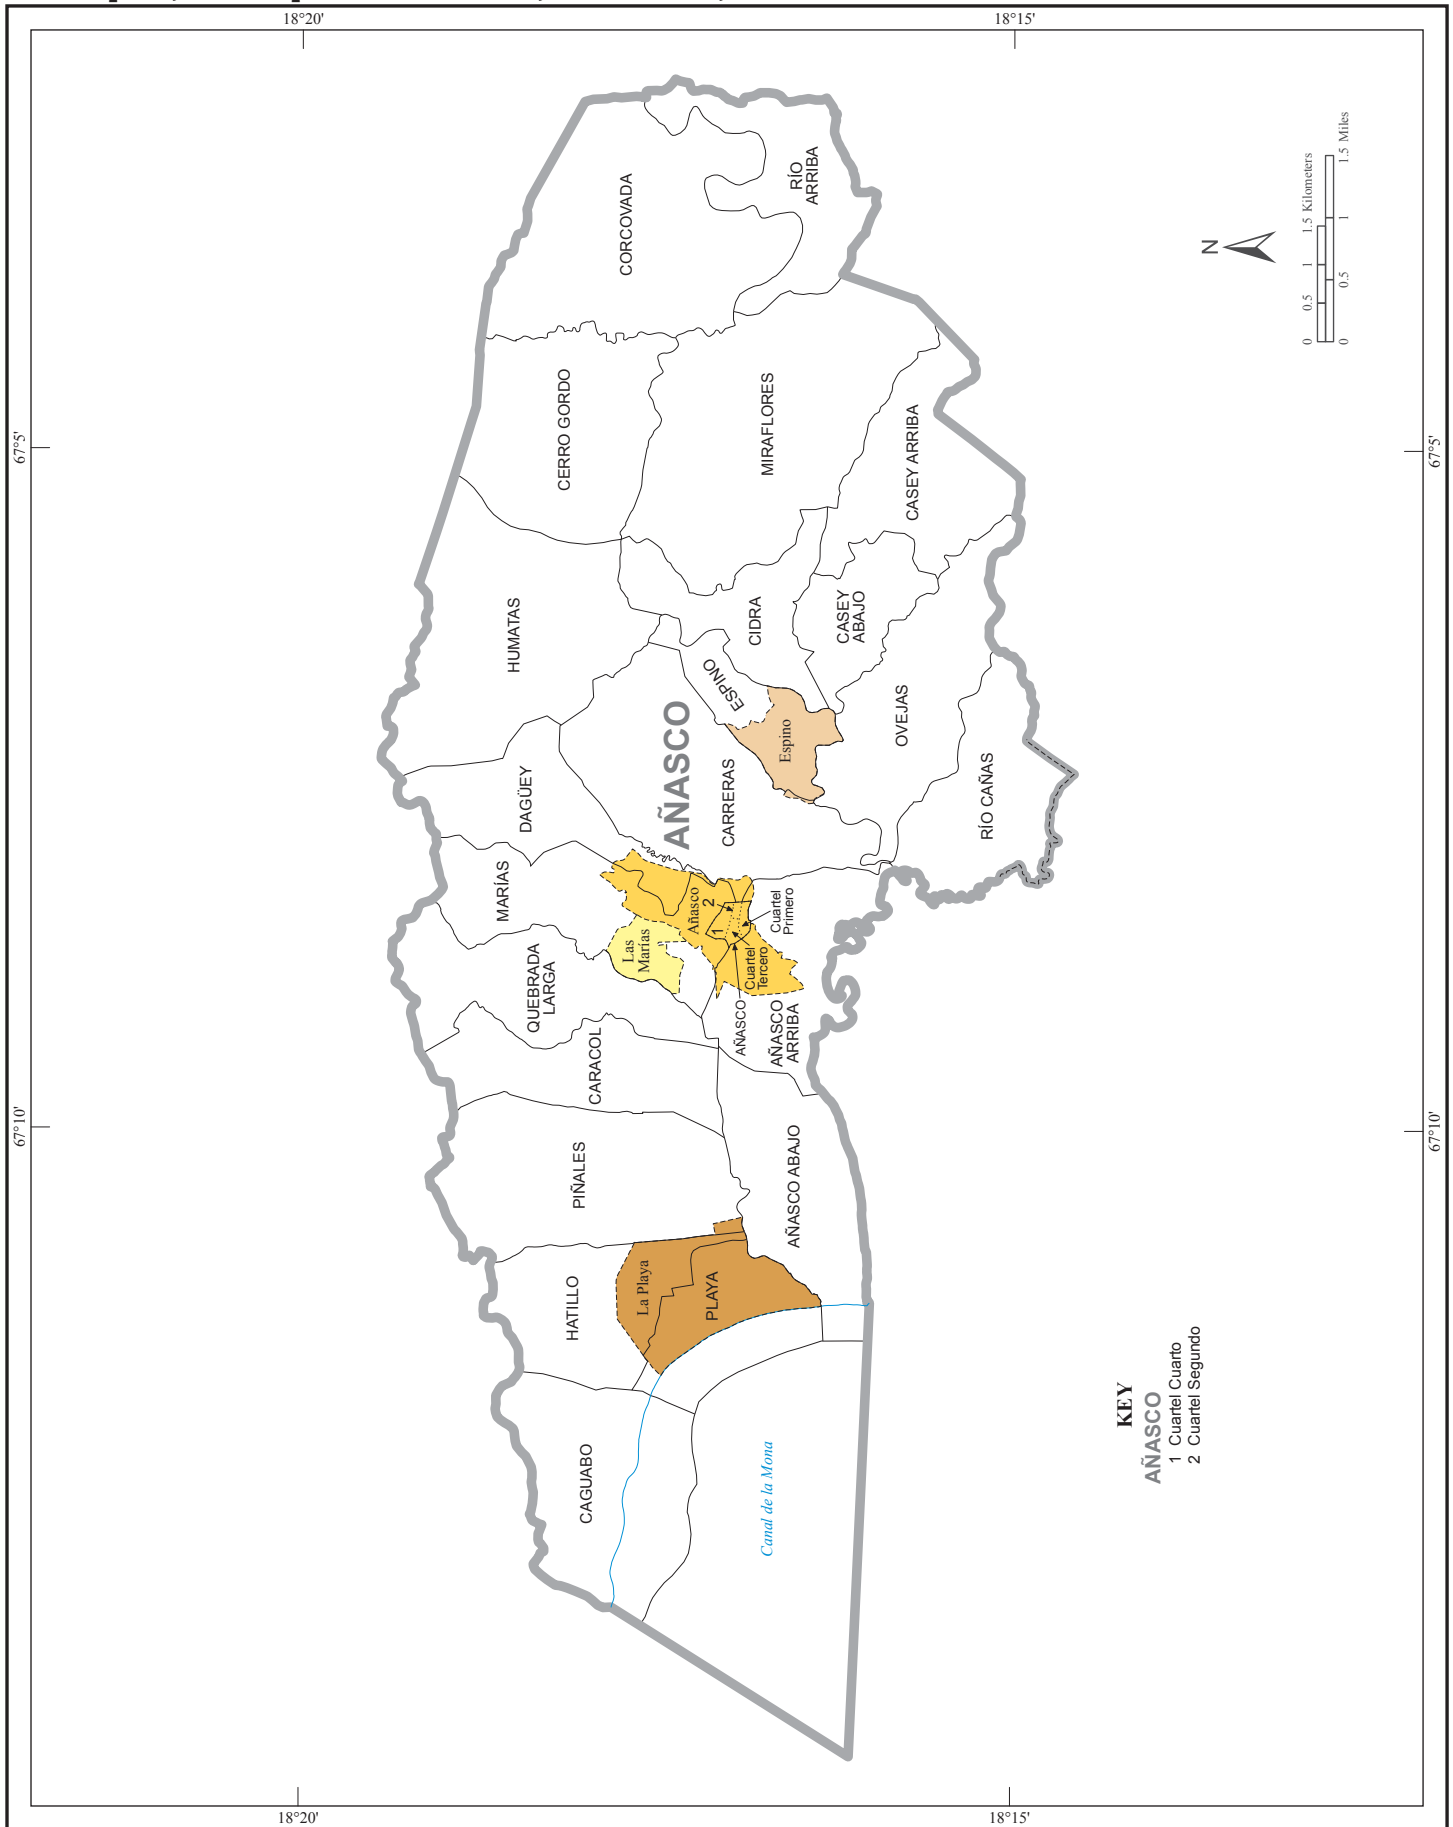 18°20'
18°15'
67°5'
67°5'
67°10'
67°10'
18°20'
18°15'
CORCOVADA
RÍO
ARRIBA
CERRO GORDO
MIRAFLORES
CASEY ARRIBA
HUMATAS
CIDRA
CASEY
ABAJO
ESPINO
Espino
OVEJAS
AÑASCO
CARRERAS
RÍO CAÑAS
DAGÜEY
MARÍAS
Añasco
1
2
Cuartel
Primero
Las
Marías
Cuartel
Tercero
QUEBRADA
LARGA
AÑASCO
AÑASCO
ARRIBA
CARACOL
PIÑALES
AÑASCO ABAJO
HATILLO
La Playa
PLAYA
CAGUABO
Canal de la Mona
N
0 0.5 1 1.5 Kilometers
0 0.5 1 1.5 Miles
KEY
AÑASCO
1 Cuartel Cuarto
2 Cuartel Segundo